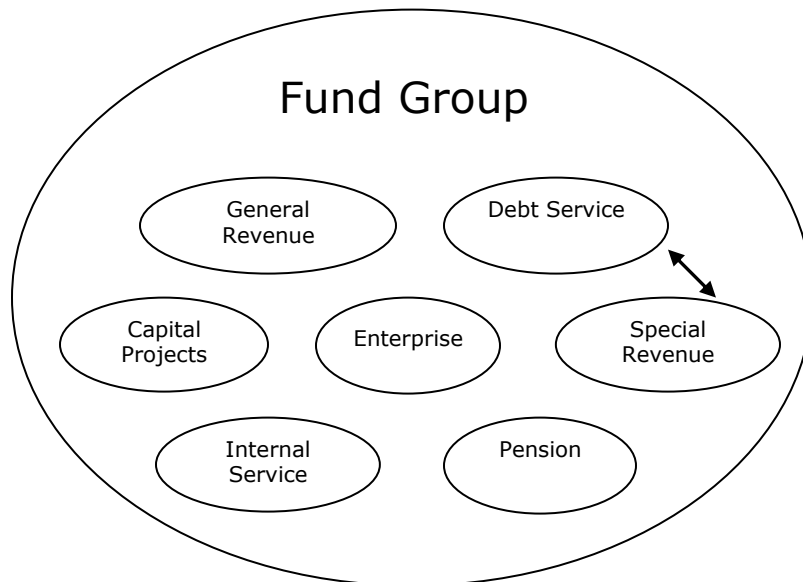 Fund Group
General
Revenue
Debt Service
Capital
Projects
Enterprise
Special
Revenue
Internal
Service
Pension